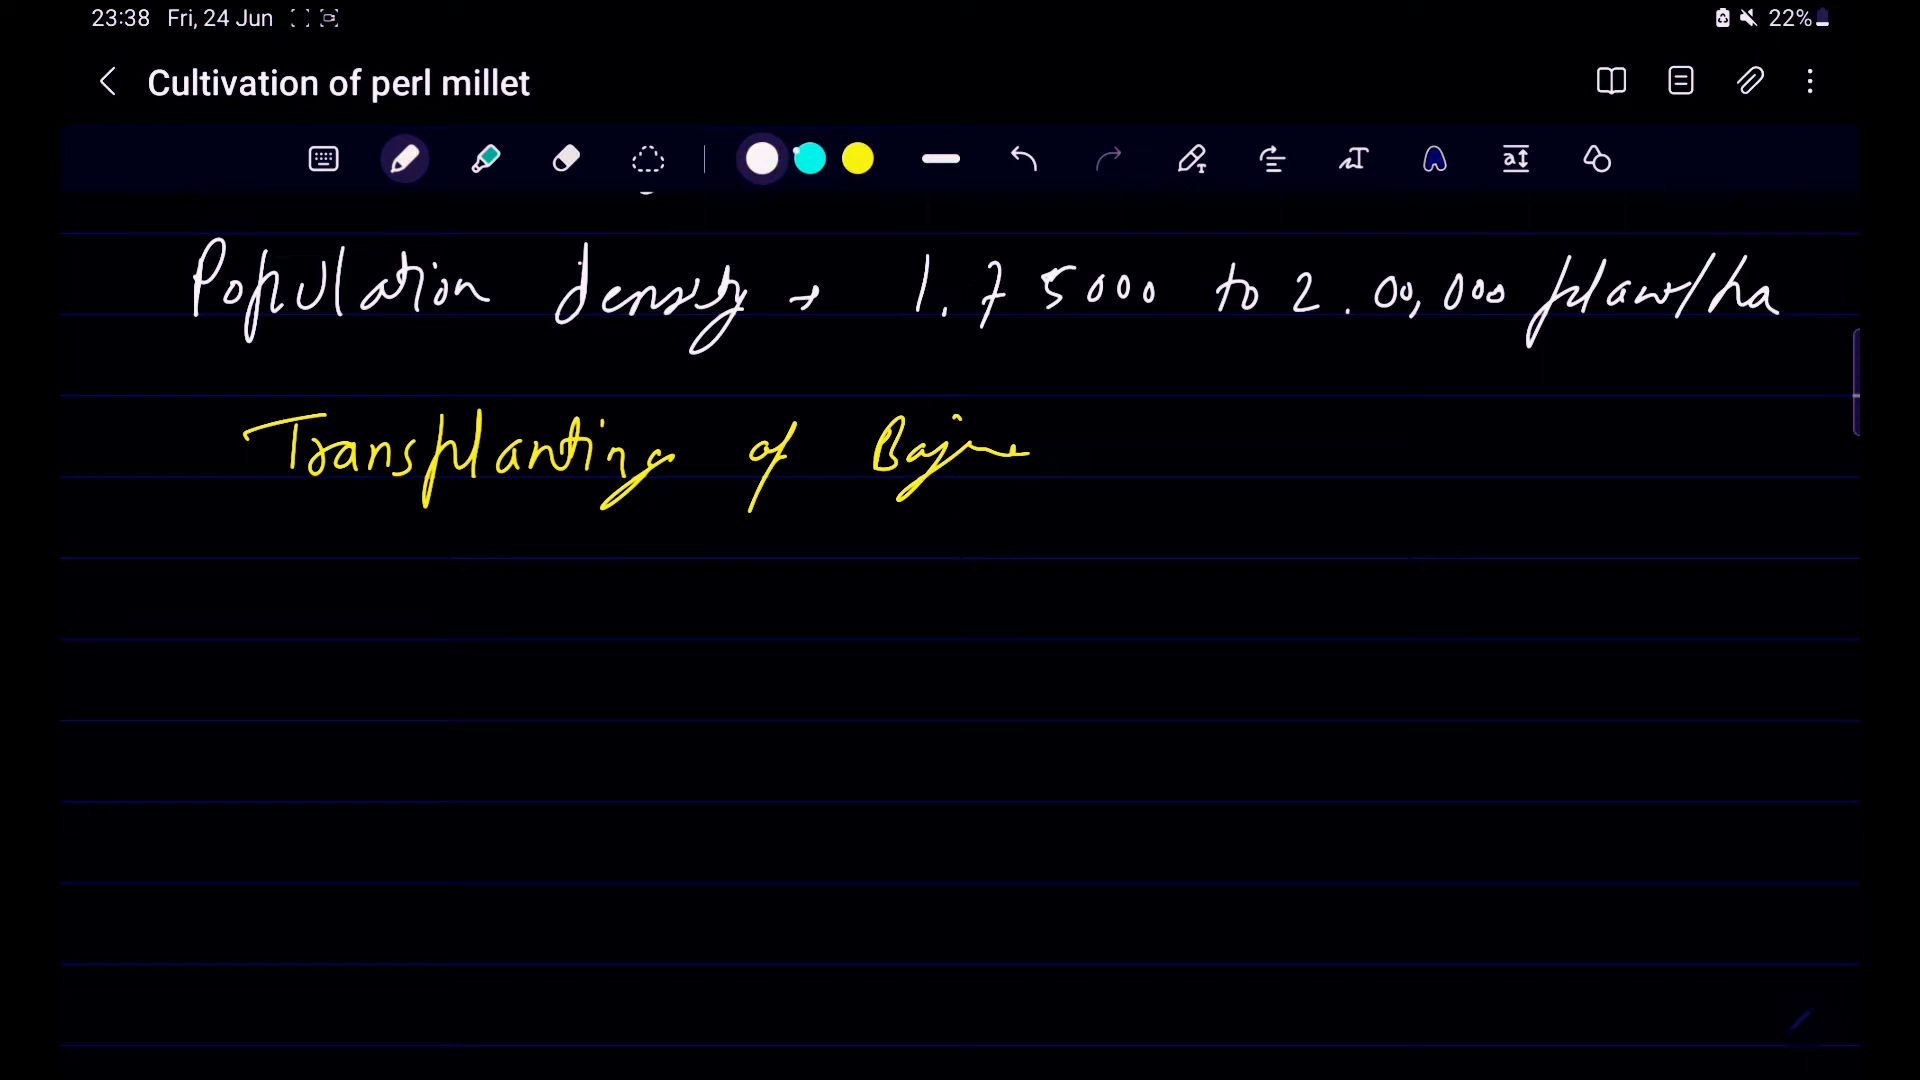 23:38 Fri, 24 Jun 22%
Cultivation of perl millet
Population density → 1.75000 to 2.00,000 plant/ha
Transplanting of Bajra